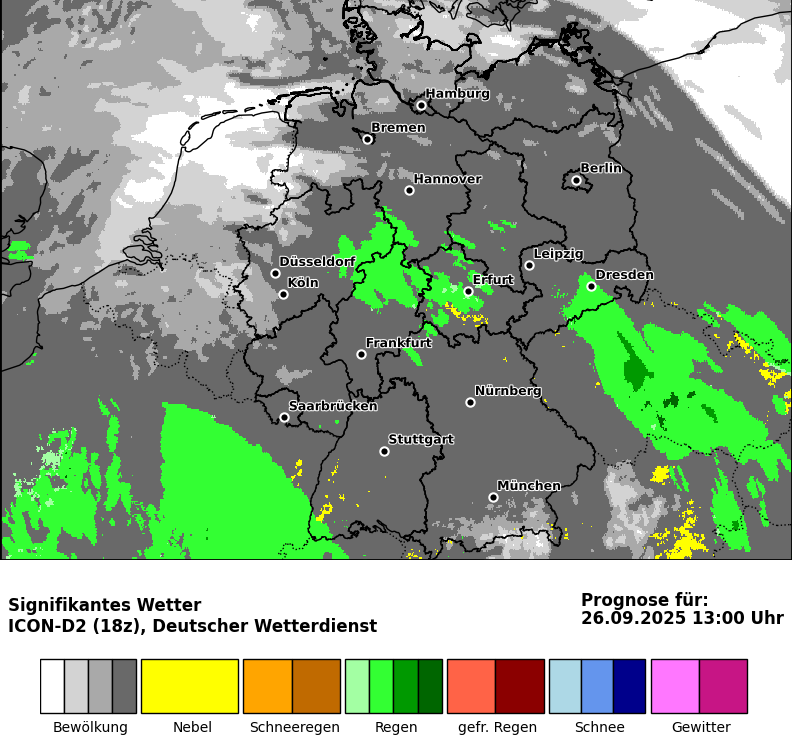 Hamburg
Bremen
Berlin
Hannover
Leipzig
Düsseldorf
Dresden
Köln
Erfurt
Frankfurt
Nürnberg
Saarbrücken
Stuttgart
München
Signifikantes Wetter
ICON-D2 (18z), Deutscher Wetterdienst
Prognose für:
26.09.2025 13:00 Uhr
Bewölkung Nebel Schneeregen Regen gefr. Regen Schnee Gewitter